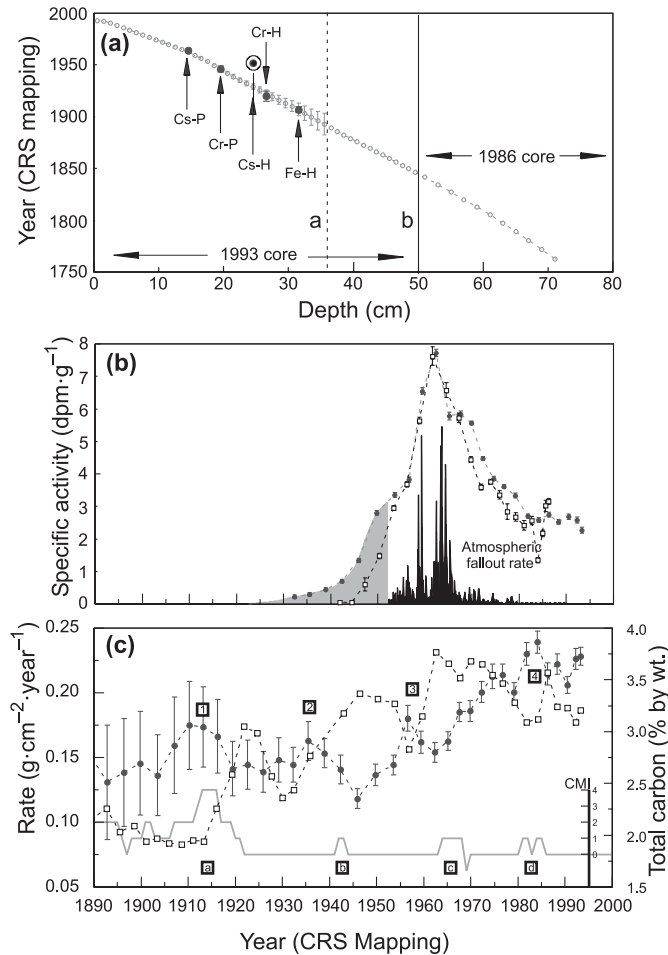 (a)
2000
1950
1900
1850
1800
1750
Year (CRS mapping)
Cr-H
Cs-P
Cr-P
Cs-H
Fe-H
1986 core
a
b
1993 core
0 10 20 30 40 50 60 70 80
Depth (cm)
(b)
8
7
6
5
4
3
2
1
0
Specific activity (dpm·g⁻¹)
Atmospheric
fallout rate
(c)
0.25
0.20
0.15
0.10
0.05
Rate (g·cm⁻²·year⁻¹)
1
2
3
4
a
b
c
d
CMI
4
3
2
1
0
4.0
3.5
3.0
2.5
2.0
1.5
Total carbon (% by wt.)
1890 1900 1910 1920 1930 1940 1950 1960 1970 1980 1990 2000
Year (CRS Mapping)